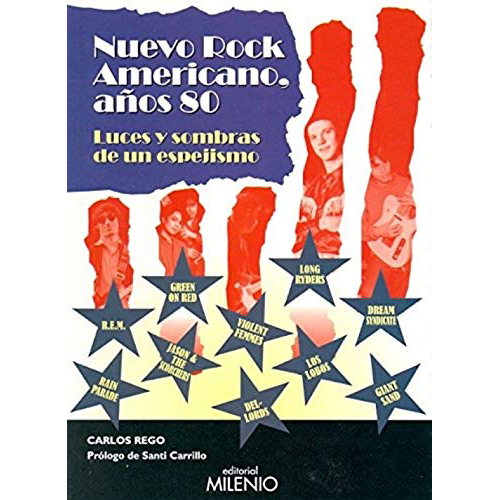 Nuevo Rock
Americano,
años 80
Luces y sombras
de un espejismo
LONG
RYDERS
GREEN
ON RED
DREAM
SYNDICATE
R.E.M.
VIOLENT
FEMMES
JASON &
THE
SCORCHERS
LOS
LOBOS
RAIN
PARADE
GIANT
SAND
DEL-
LORDS
CARLOS REGO
Prólogo de Santi Carrillo
editorial
MILENIO